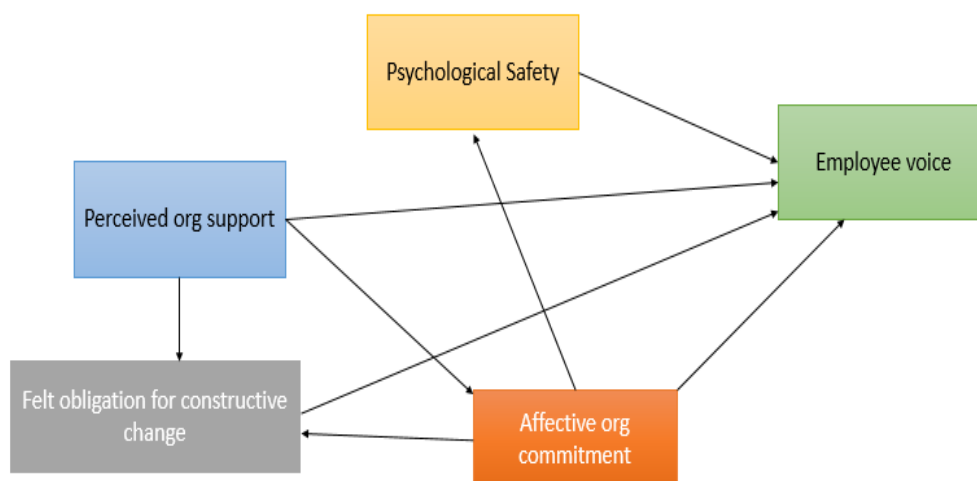 Psychological Safety
Employee voice
Perceived org support
Felt obligation for constructive
change
Affective org
commitment